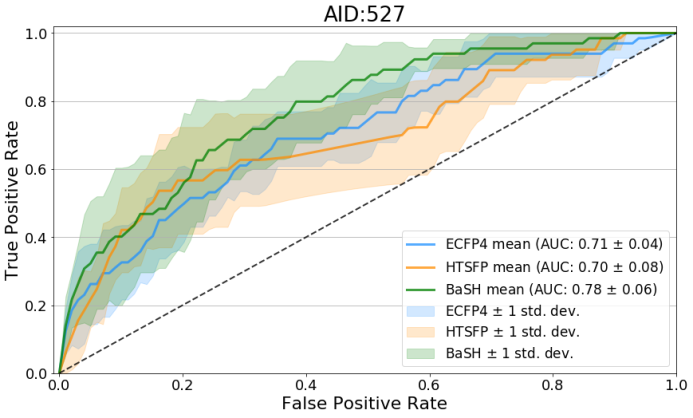 AID:527
True Positive Rate
1.0
0.8
0.6
0.4
0.2
0.0
0.0 0.2 0.4 0.6 0.8 1.0
False Positive Rate
ECFP4 mean (AUC: 0.71 ± 0.04)
HTSFP mean (AUC: 0.70 ± 0.08)
BaSH mean (AUC: 0.78 ± 0.06)
ECFP4 ± 1 std. dev.
HTSFP ± 1 std. dev.
BaSH ± 1 std. dev.